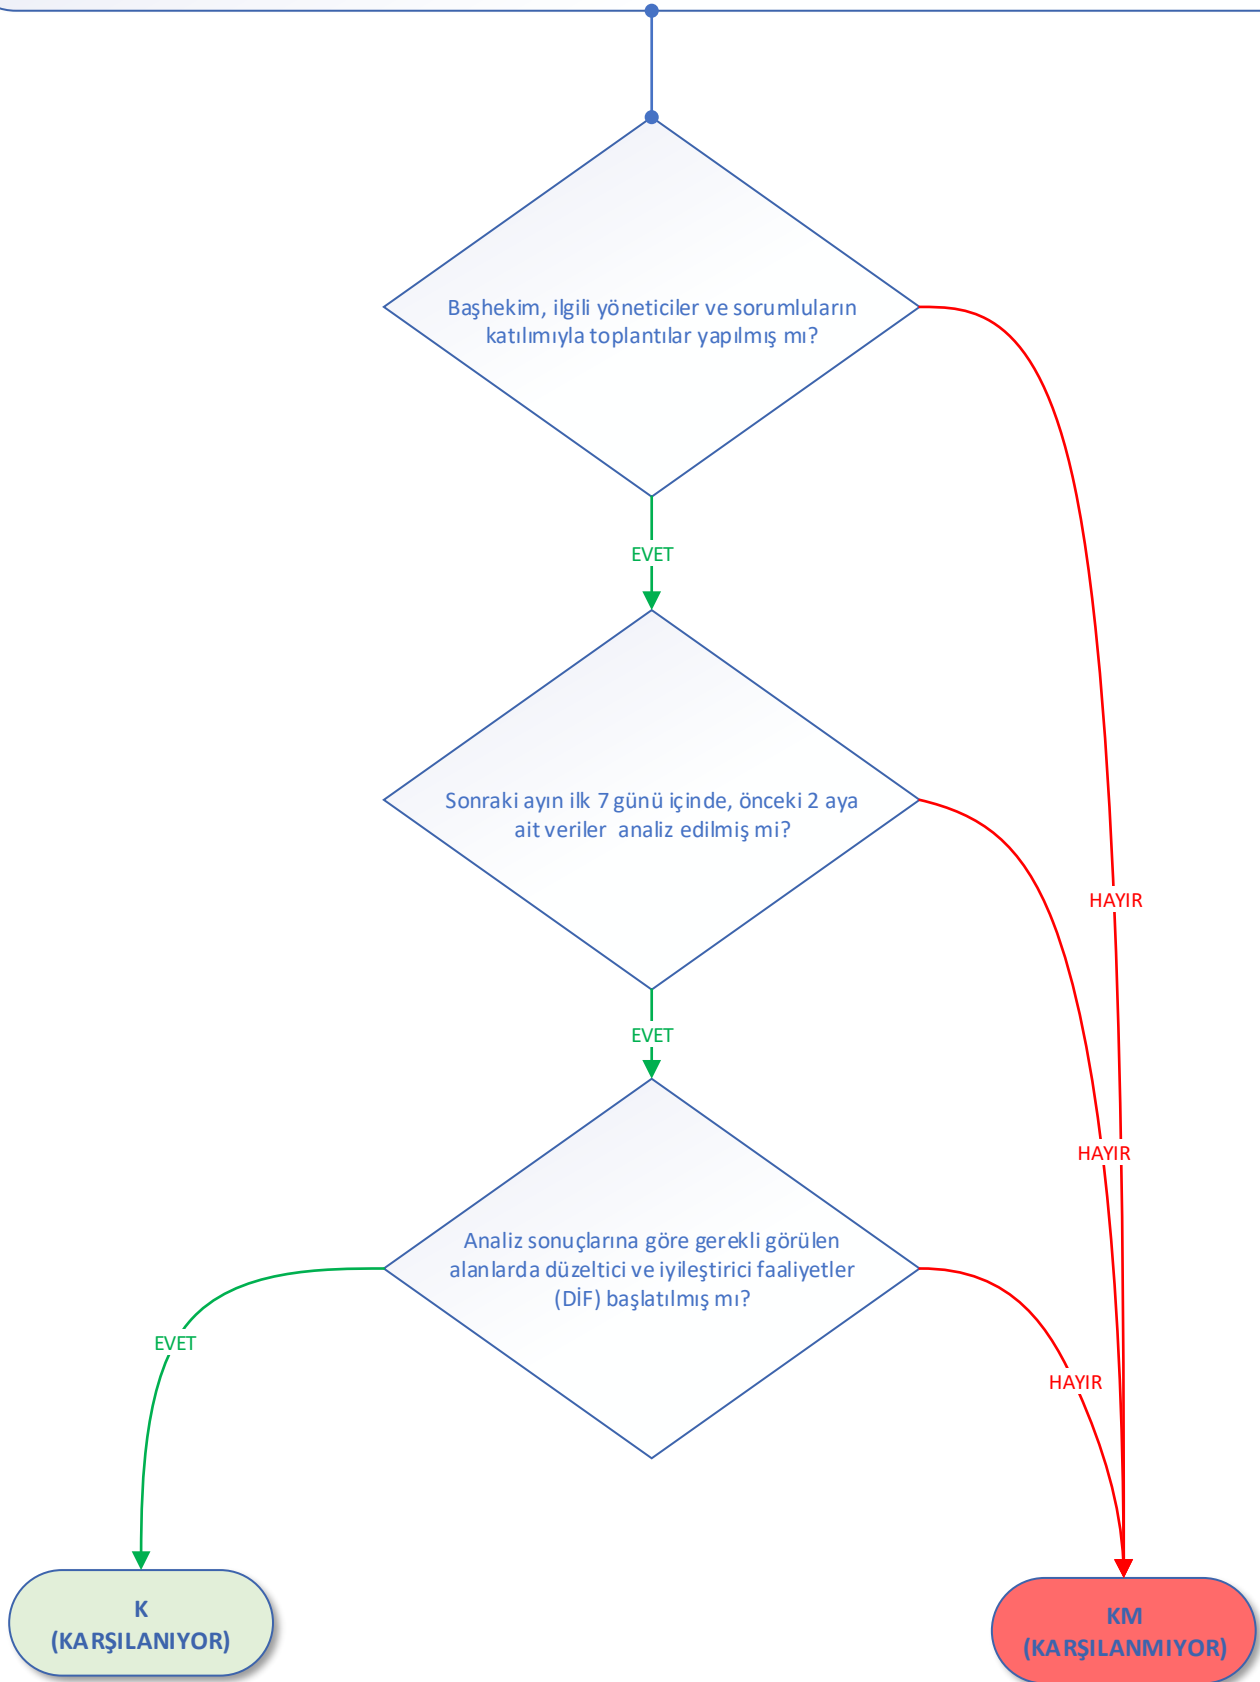 Başhekim, ilgili yöneticiler ve sorumluların
katılımıyla toplantılar yapılmış mı?
EVET
Sonraki ayın ilk 7 günü içinde, önceki 2 aya
ait veriler analiz edilmiş mi?
HAYIR
EVET
HAYIR
Analiz sonuçlarına göre gerekli görülen
alanlarda düzeltici ve iyileştirici faaliyetler
(DİF) başlatılmış mı?
EVET
HAYIR
K
(KARŞILANIYOR)
KM
(KARŞILANMIYOR)